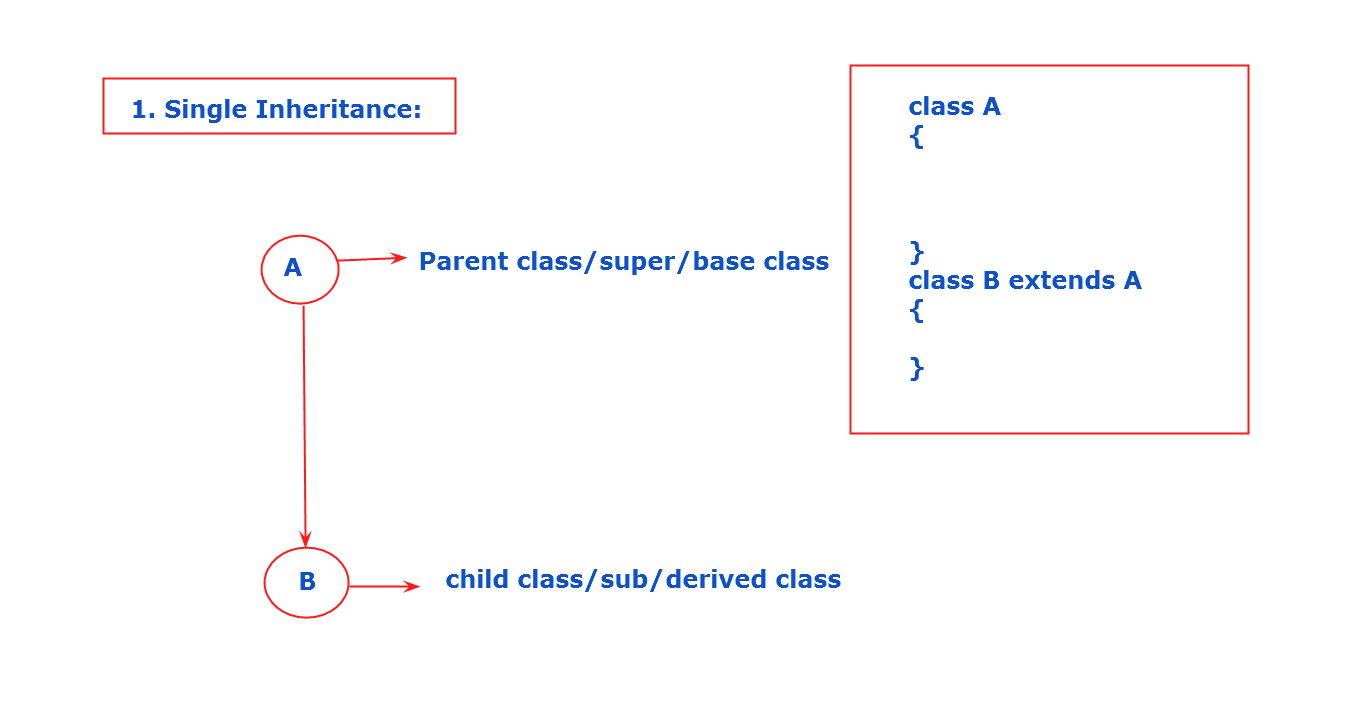 1. Single Inheritance:
A
Parent class/super/base class
B
child class/sub/derived class
class A
{
}
class B extends A
{
}